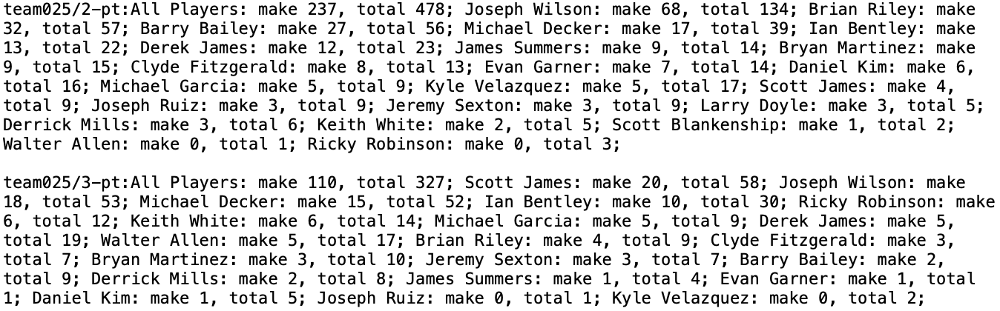 team025/2-pt:All Players: make 237, total 478; Joseph Wilson: make 68, total 134; Brian Riley: make
32, total 57; Barry Bailey: make 27, total 56; Michael Decker: make 17, total 39; Ian Bentley: make
13, total 22; Derek James: make 12, total 23; James Summers: make 9, total 14; Bryan Martinez: make
9, total 15; Clyde Fitzgerald: make 8, total 13; Evan Garner: make 7, total 14; Daniel Kim: make 6,
total 16; Michael Garcia: make 5, total 9; Kyle Velazquez: make 5, total 17; Scott James: make 4,
total 9; Joseph Ruiz: make 3, total 9; Jeremy Sexton: make 3, total 9; Larry Doyle: make 3, total 5;
Derrick Mills: make 3, total 6; Keith White: make 2, total 5; Scott Blankenship: make 1, total 2;
Walter Allen: make 0, total 1; Ricky Robinson: make 0, total 3;
team025/3-pt:All Players: make 110, total 327; Scott James: make 20, total 58; Joseph Wilson: make
18, total 53; Michael Decker: make 15, total 52; Ian Bentley: make 10, total 30; Ricky Robinson: make
6, total 12; Keith White: make 6, total 14; Michael Garcia: make 5, total 9; Derek James: make 5,
total 19; Walter Allen: make 5, total 17; Brian Riley: make 4, total 9; Clyde Fitzgerald: make 3,
total 7; Bryan Martinez: make 3, total 10; Jeremy Sexton: make 3, total 7; Barry Bailey: make 2,
total 9; Derrick Mills: make 2, total 8; James Summers: make 1, total 4; Evan Garner: make 1, total
1; Daniel Kim: make 1, total 5; Joseph Ruiz: make 0, total 1; Kyle Velazquez: make 0, total 2;